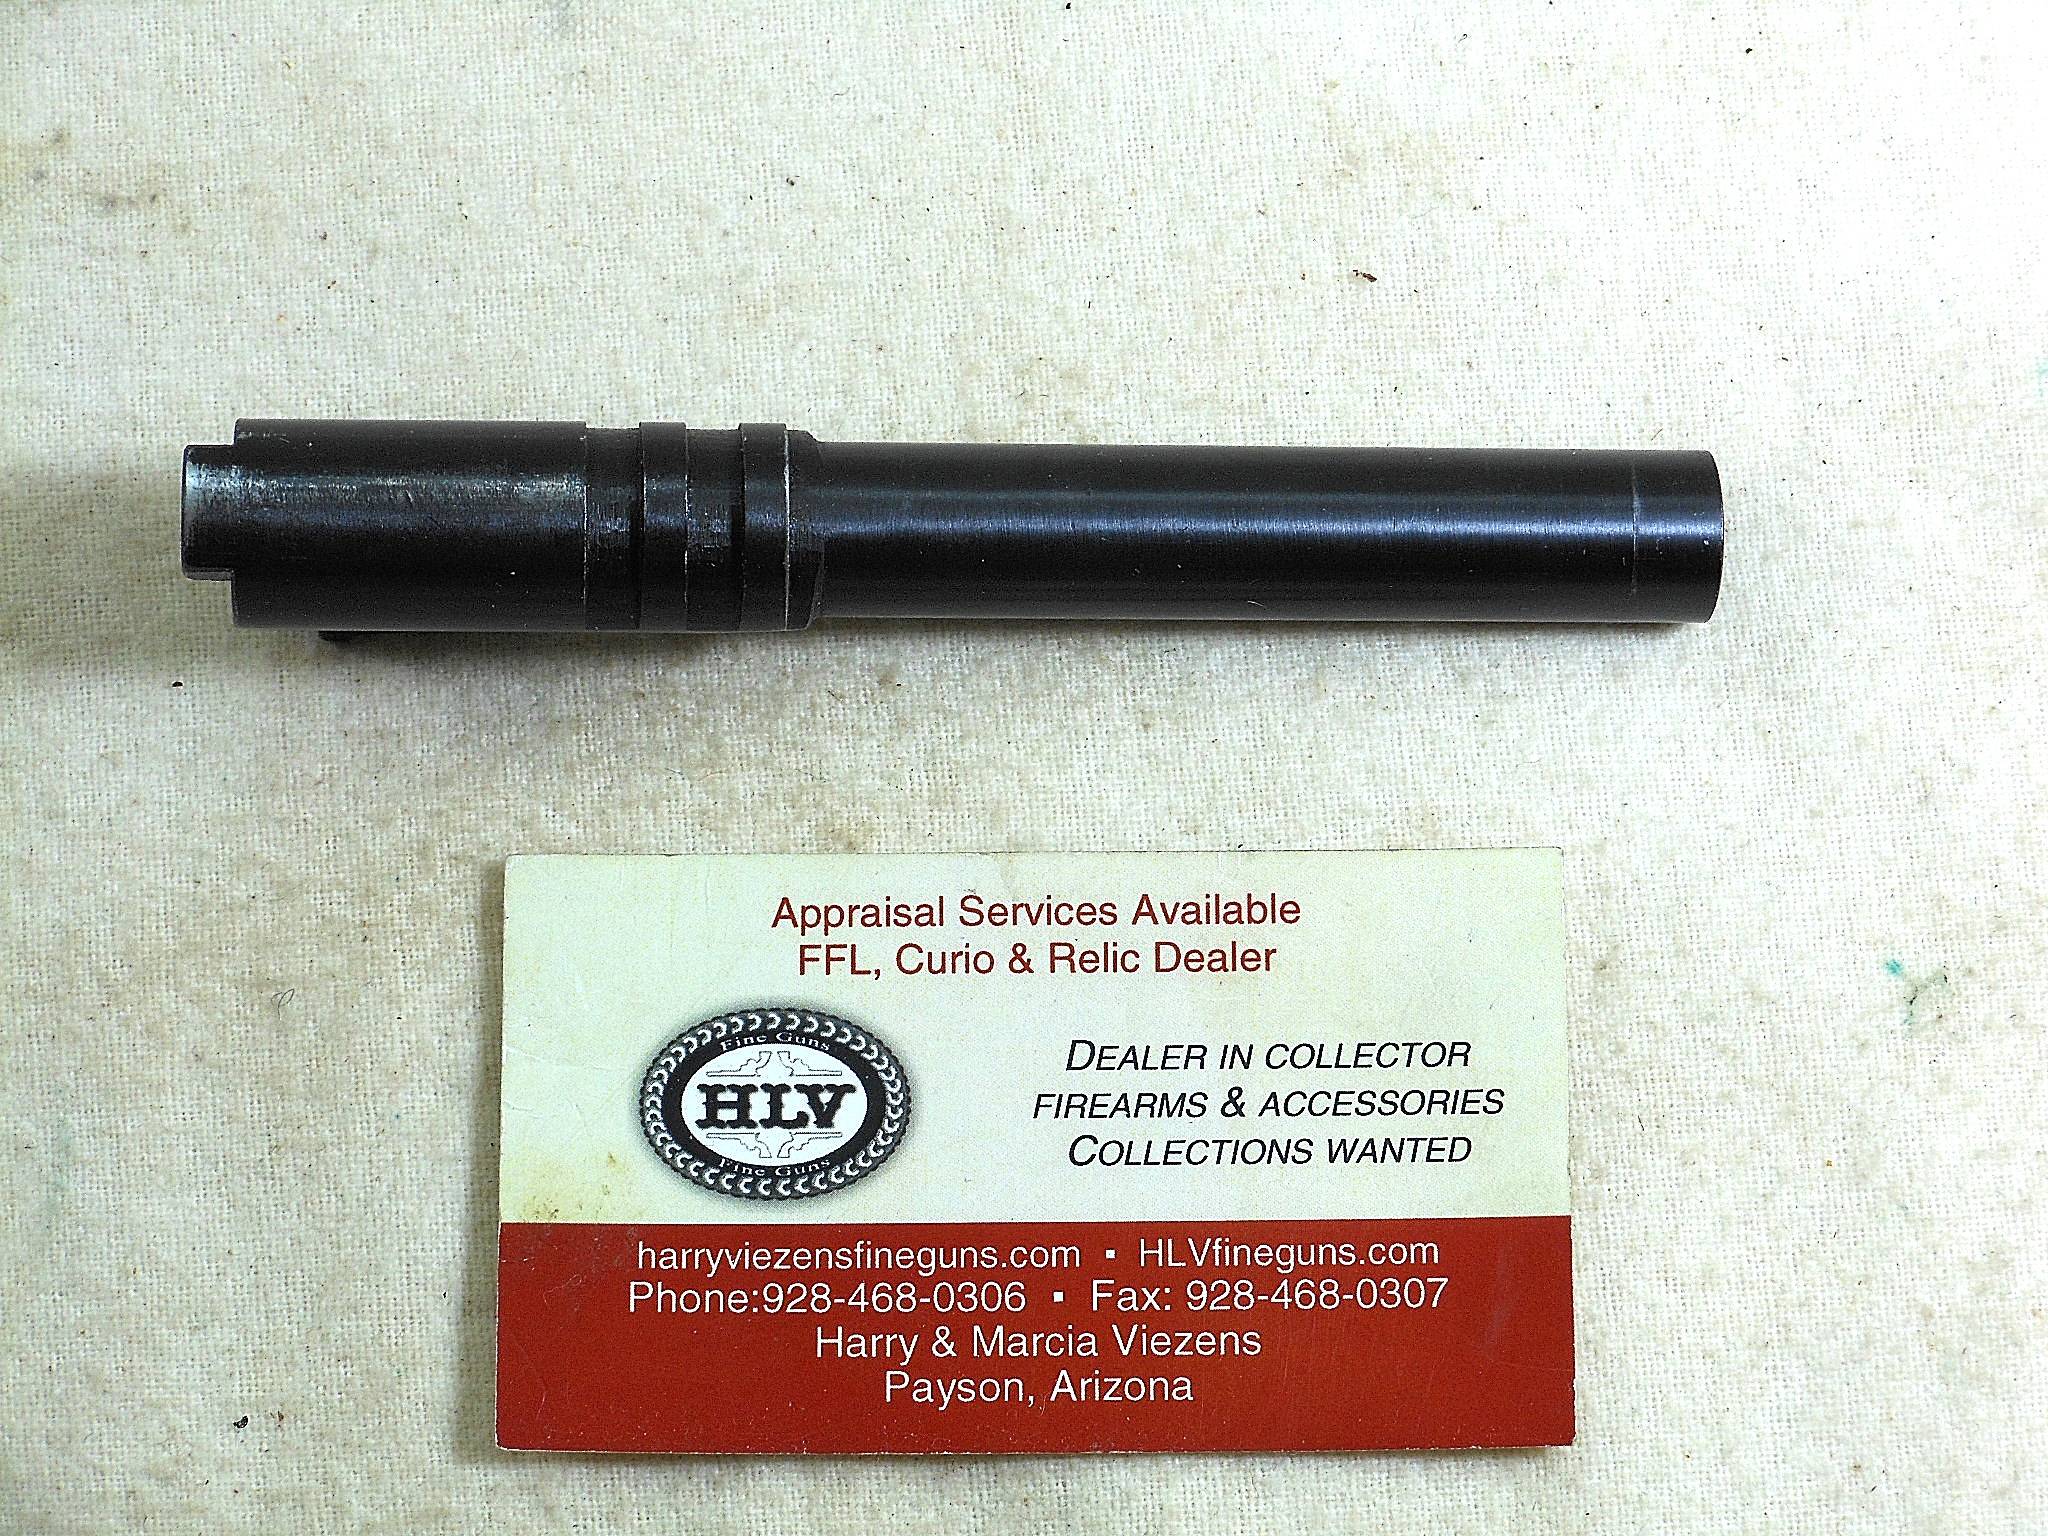 Appraisal Services Available
FFL, Curio & Relic Dealer
Fine Guns
HLV
Fine Guns
DEALER IN COLLECTOR
FIREARMS & ACCESSORIES
COLLECTIONS WANTED
harryviezensfineguns.com ▪ HLVfineguns.com
Phone:928-468-0306 ▪ Fax: 928-468-0307
Harry & Marcia Viezens
Payson, Arizona